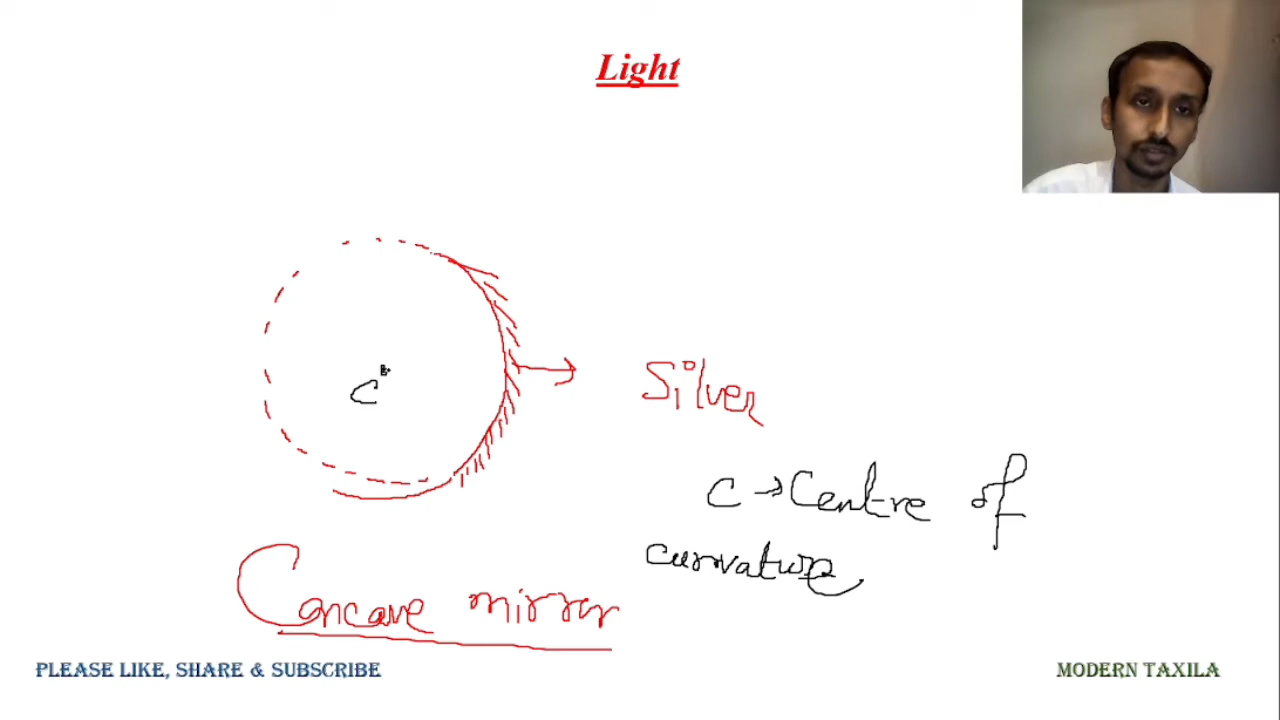 Light
C
Silver
C → Centre of
curvature
Concave mirror
PLEASE LIKE, SHARE & SUBSCRIBE
MODERN TAXILA